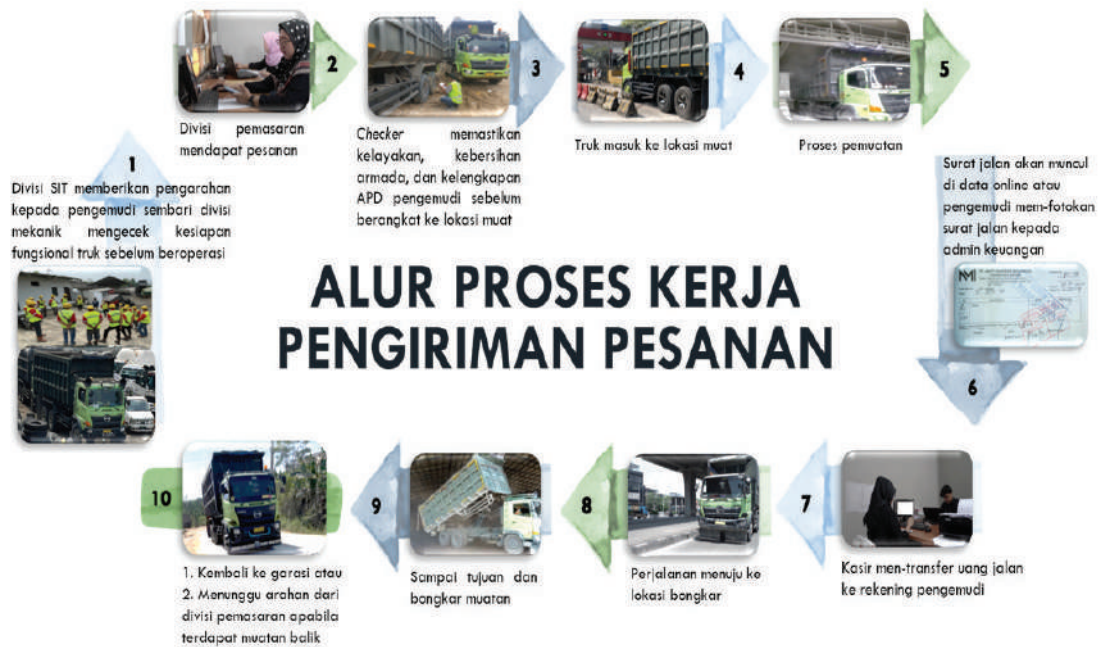 1
Divisi SIT memberikan pengarahan
kepada pengemudi sembari divisi
mekanik mengecek kesiapan
fungsional truk sebelum beroperasi
2
Divisi pemasaran
mendapat pesanan
3
Checker memastikan
kelayakan, kebersihan
armada, dan kelengkapan
APD pengemudi sebelum
berangkat ke lokasi muat
4
Truk masuk ke lokasi muat
5
Proses pemuatan
Surat jalan akan muncul
di data online atau
pengemudi mem-fotokan
surat jalan kepada
admin keuangan
6
ALUR PROSES KERJA
PENGIRIMAN PESANAN
7
Kasir men-transfer uang jalan
ke rekening pengemudi
8
Perjalanan menuju ke
lokasi bongkar
9
Sampai tujuan dan
bongkar muatan
10
1. Kembali ke garasi atau
2. Menunggu arahan dari
divisi pemasaran apabila
terdapat muatan balik